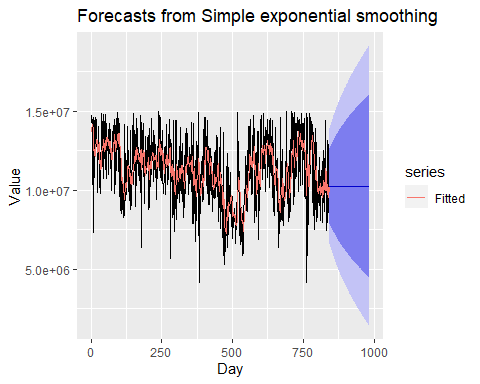 Forecasts from Simple exponential smoothing
1.5e+07
1.0e+07
5.0e+06
Value
0
250
500
750
1000
Day
series
Fitted